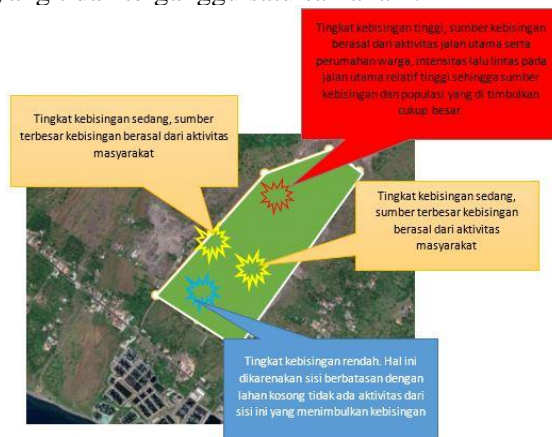 Tingkat kebisingan tinggi, sumber kebisingan
berasal dari aktivitas jalan utama serta
perumahan warga, intensitas lalu lintas pada
jalan utama relatif tinggi sehingga sumber
kebisingan dan populasi yang di timbulkan
cukup besar
Tingkat kebisingan sedang, sumber
terbesar kebisingan berasal dari aktivitas
masyarakat
Tingkat kebisingan sedang,
sumber terbesar kebisingan
berasal dari aktivitas
masyarakat
Tingkat kebisingan rendah. Hal ini
dikarenakan sisi berbatasan dengan
lahan kosong tidak ada aktivitas dari
sisi ini yang menimbulkan kebisingan